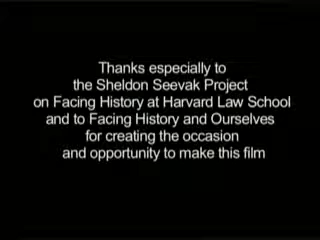 Thanks especially to
the Sheldon Seevak Project
on Facing History at Harvard Law School
and to Facing History and Ourselves
for creating the occasion
and opportunity to make this film